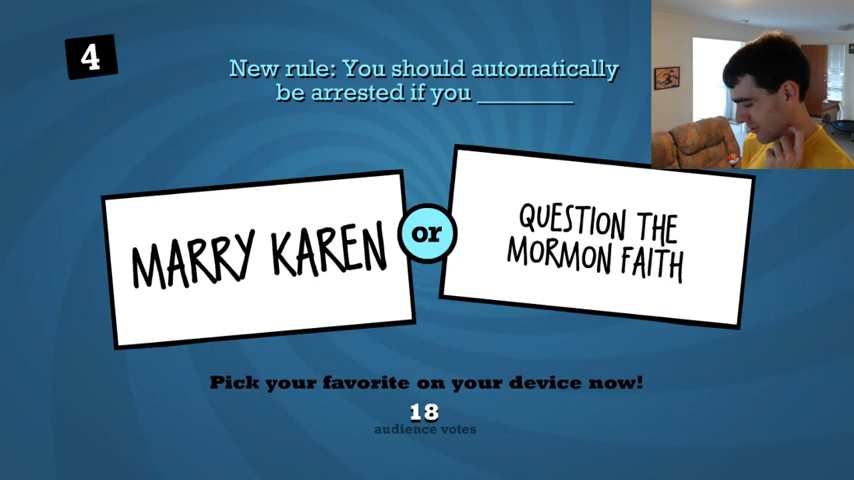 4
New rule: You should automatically
be arrested if you ________
MARRY KAREN
or
QUESTION THE
MORMON FAITH
Pick your favorite on your device now!
18
audience votes